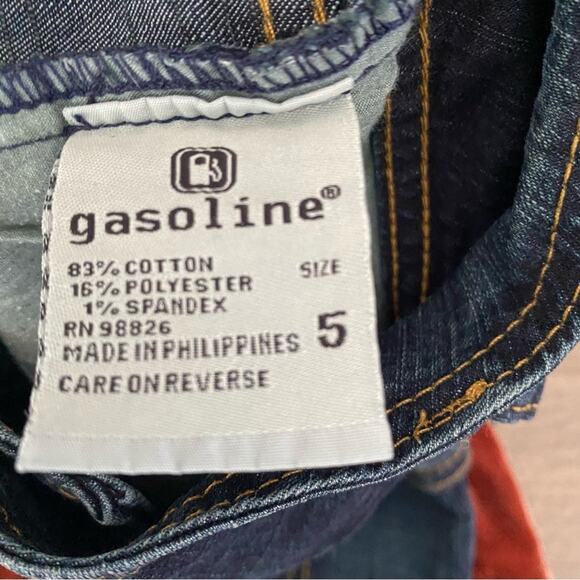 gasoline®
83% COTTON
16% POLYESTER
1% SPANDEX
SIZE
5
RN 98826
MADE IN PHILIPPINES
CARE ON REVERSE